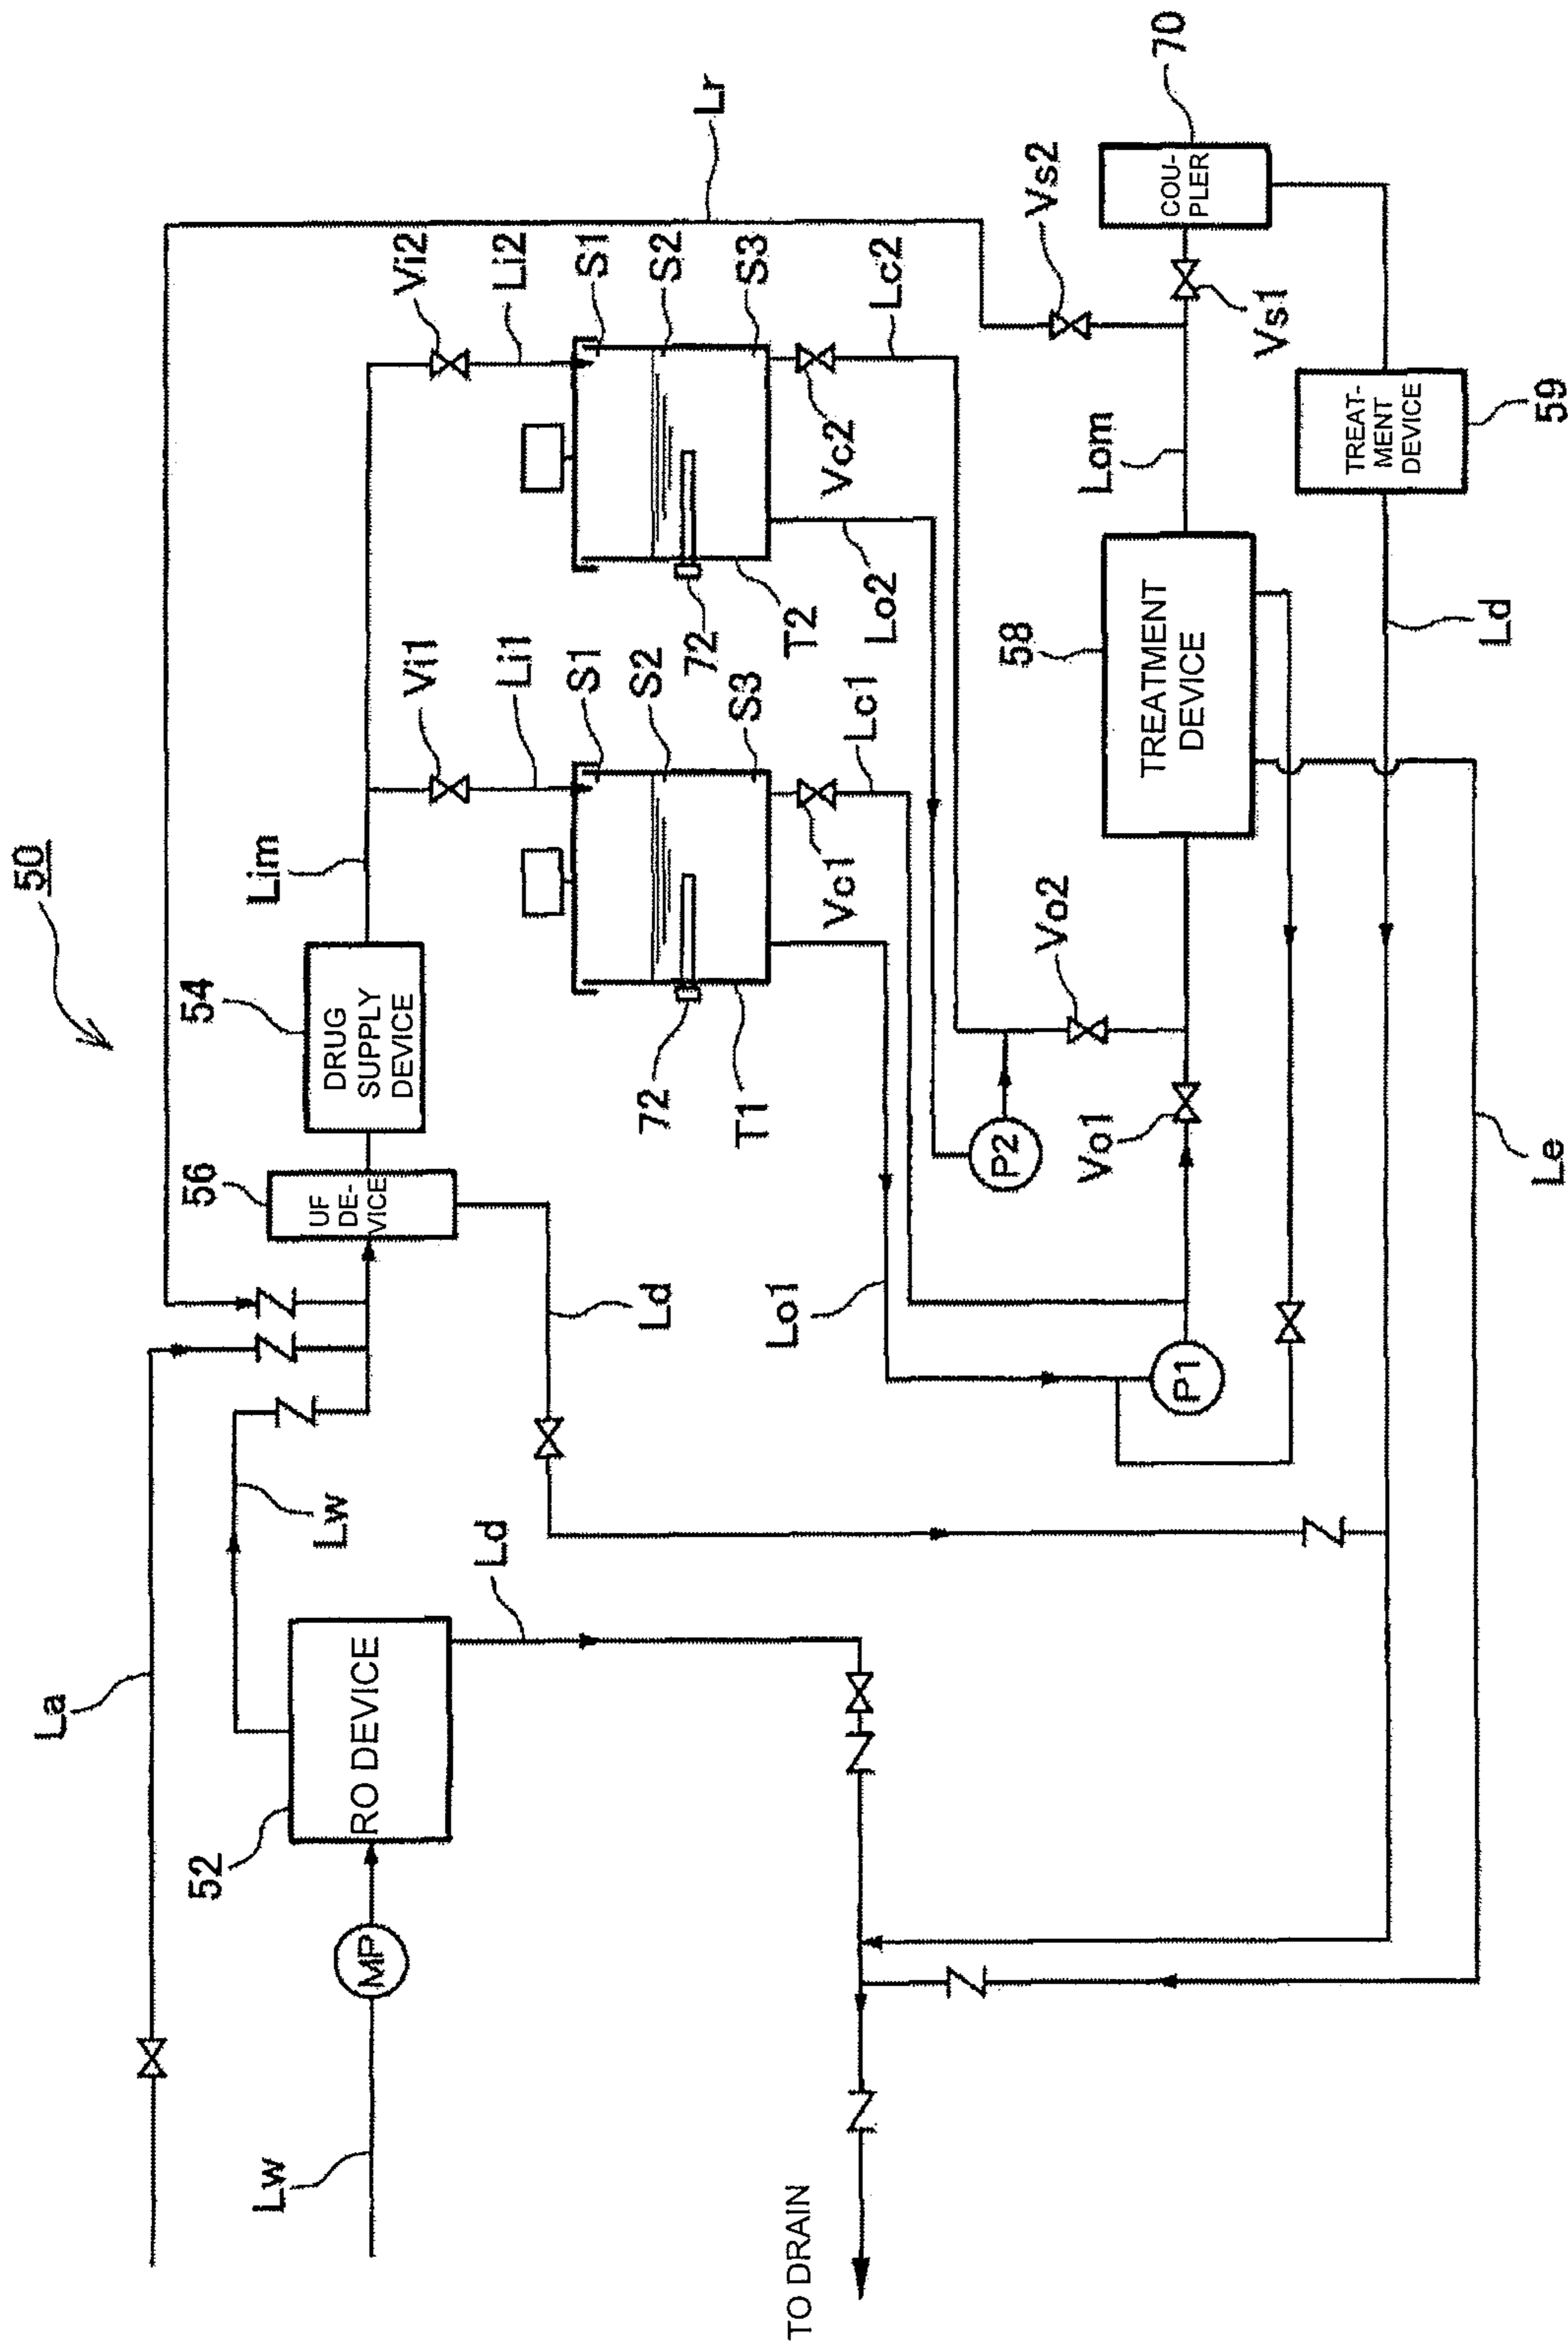 50
La
Lw
Lw
MP
52
RO DEVICE
Ld
56
UF
DE-
VICE
Ld
54
DRUG
SUPPLY
DEVICE
Lim
Vi1
Li1
S1
S2
S3
72
T1
Vc1
Lc1
Lo1
Vi2
Li2
S1
S2
S3
72
T2
Vc2
Lc2
Lo2
Lr
P1
P2
Vo1
Vo2
58
TREATMENT
DEVICE
Lom
Vs2
Vs1
70
COU-
PLER
TREAT-
MENT
DEVICE
59
Ld
Le
TO DRAIN